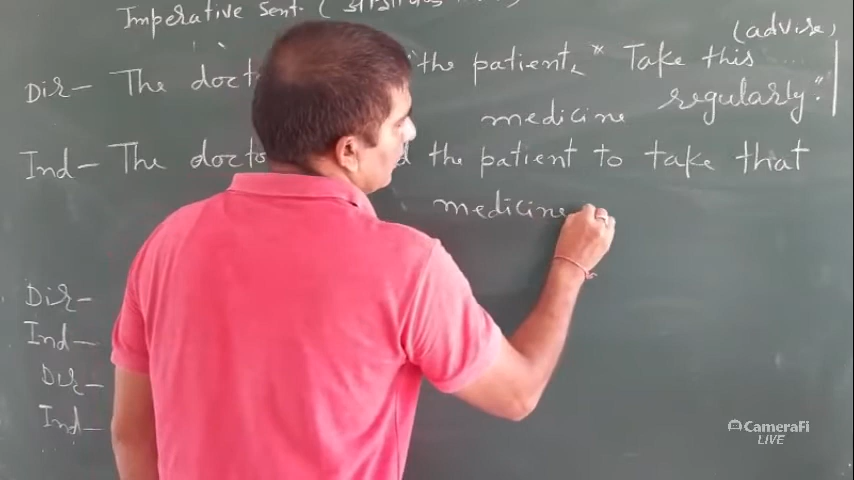 Imperative Sent. (
(advise)
Dir- The doct the patient, " Take this
medicine regularly."
Ind- The docto d the patient to take that
medicine
Dir-
Ind-
Dir-
Ind-
CameraFi
LIVE